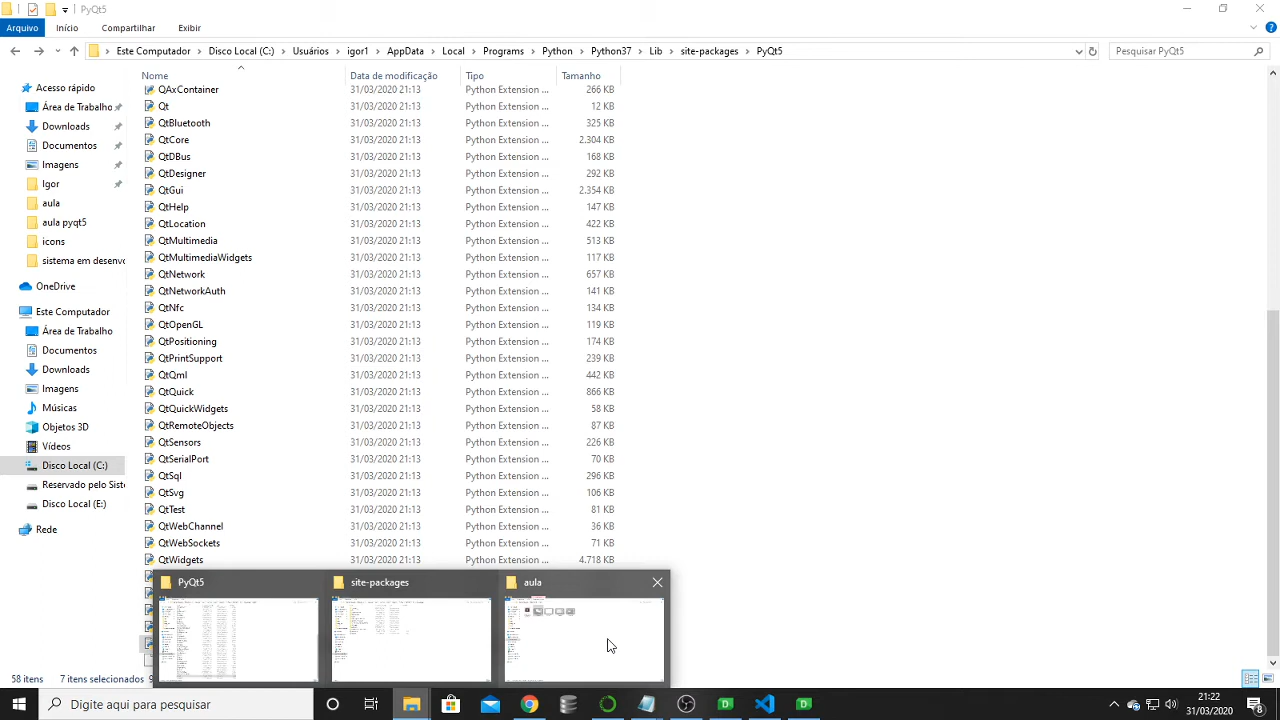 PyQt5
Arquivo Início Compartilhar Exibir
Este Computador Disco Local (C:) Usuários igor1 AppData Local Programs Python Python37 Lib site-packages PyQt5 Pesquisar PyQt5
Nome Data de modificação Tipo Tamanho
Acesso rápido
Área de Trabalho
Downloads
Documentos
Imagens
Igor
aula
aula pyqt5
icons
sistema em desenvo
OneDrive
Este Computador
Área de Trabalho
Documentos
Downloads
Imagens
Músicas
Objetos 3D
Vídeos
Disco Local (C:)
Reservado pelo Siste
Disco Local (E:)
Rede
QAxContainer 31/03/2020 21:13 Python Extension ... 266 KB
Qt 31/03/2020 21:13 Python Extension ... 12 KB
QtBluetooth 31/03/2020 21:13 Python Extension ... 325 KB
QtCore 31/03/2020 21:13 Python Extension ... 2.304 KB
QtDBus 31/03/2020 21:13 Python Extension ... 168 KB
QtDesigner 31/03/2020 21:13 Python Extension ... 292 KB
QtGui 31/03/2020 21:13 Python Extension ... 2.354 KB
QtHelp 31/03/2020 21:13 Python Extension ... 147 KB
QtLocation 31/03/2020 21:13 Python Extension ... 422 KB
QtMultimedia 31/03/2020 21:13 Python Extension ... 513 KB
QtMultimediaWidgets 31/03/2020 21:13 Python Extension ... 117 KB
QtNetwork 31/03/2020 21:13 Python Extension ... 657 KB
QtNetworkAuth 31/03/2020 21:13 Python Extension ... 141 KB
QtNfc 31/03/2020 21:13 Python Extension ... 134 KB
QtOpenGL 31/03/2020 21:13 Python Extension ... 119 KB
QtPositioning 31/03/2020 21:13 Python Extension ... 174 KB
QtPrintSupport 31/03/2020 21:13 Python Extension ... 239 KB
QtQml 31/03/2020 21:13 Python Extension ... 442 KB
QtQuick 31/03/2020 21:13 Python Extension ... 866 KB
QtQuickWidgets 31/03/2020 21:13 Python Extension ... 58 KB
QtRemoteObjects 31/03/2020 21:13 Python Extension ... 87 KB
QtSensors 31/03/2020 21:13 Python Extension ... 226 KB
QtSerialPort 31/03/2020 21:13 Python Extension ... 70 KB
QtSql 31/03/2020 21:13 Python Extension ... 296 KB
QtSvg 31/03/2020 21:13 Python Extension ... 106 KB
QtTest 31/03/2020 21:13 Python Extension ... 81 KB
QtWebChannel 31/03/2020 21:13 Python Extension ... 36 KB
QtWebSockets 31/03/2020 21:13 Python Extension ... 71 KB
QtWidgets 31/03/2020 21:13 Python Extension ... 4.718 KB
PyQt5 site-packages aula
58 itens 7 itens selecionados
Digite aqui para pesquisar
21:22
31/03/2020